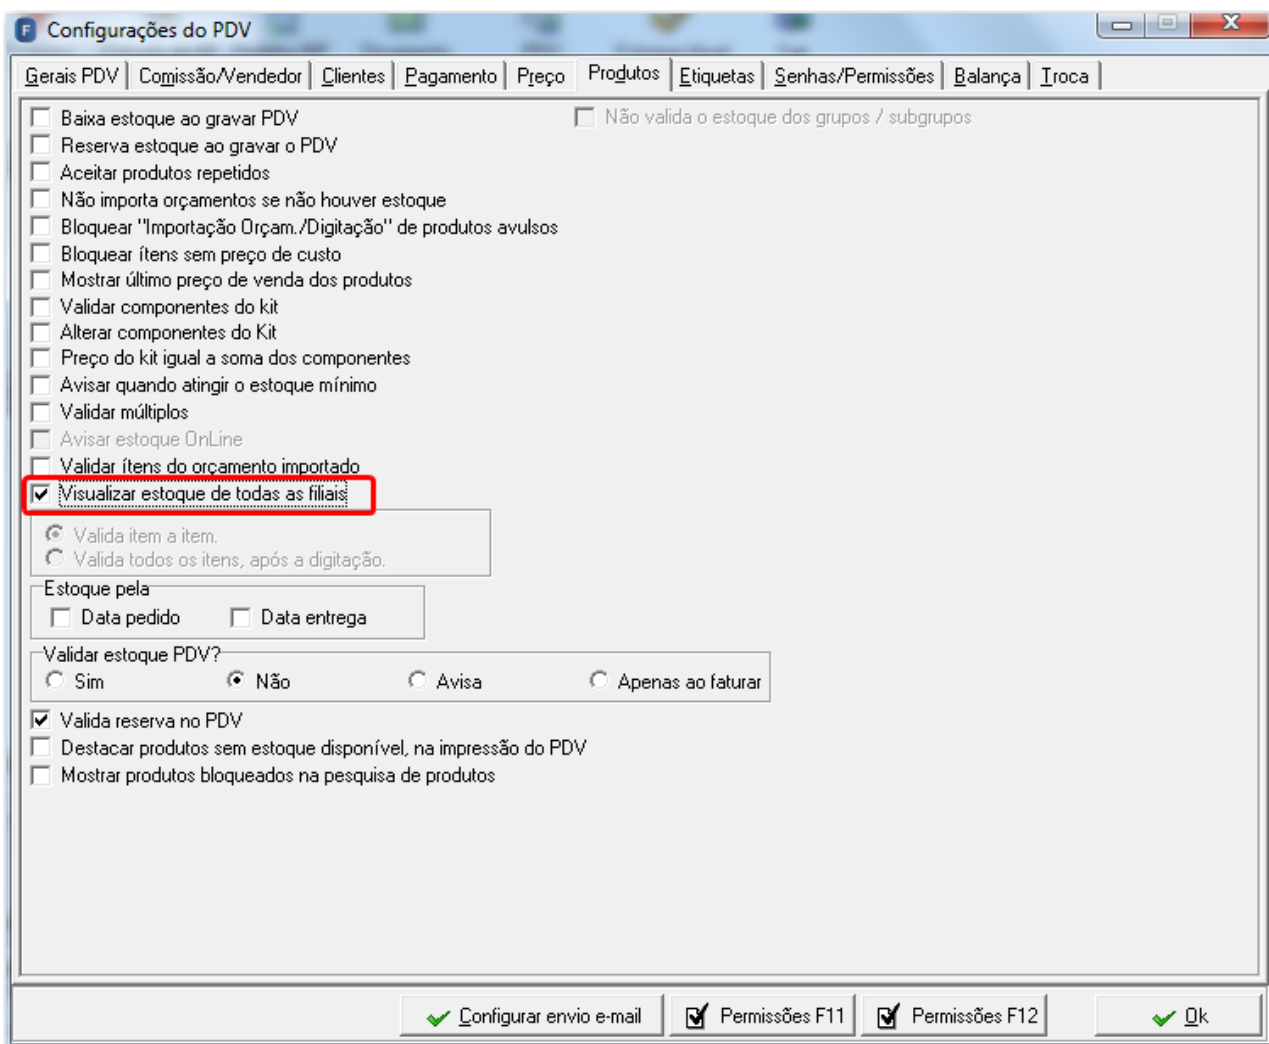 Configurações do PDV
Gerais PDV Comissão/Vendedor Clientes Pagamento Preço Produtos Etiquetas Senhas/Permissões Balança Troca
Baixa estoque ao gravar PDV Não valida o estoque dos grupos / subgrupos
Reserva estoque ao gravar o PDV
Aceitar produtos repetidos
Não importa orçamentos se não houver estoque
Bloquear "Importação Orçam./Digitação" de produtos avulsos
Bloquear ítens sem preço de custo
Mostrar último preço de venda dos produtos
Validar componentes do kit
Alterar componentes do Kit
Preço do kit igual a soma dos componentes
Avisar quando atingir o estoque mínimo
Validar múltiplos
Avisar estoque OnLine
Validar ítens do orçamento importado
Visualizar estoque de todas as filiais
Valida item a item.
Valida todos os itens, após a digitação.
Estoque pela
Data pedido Data entrega
Validar estoque PDV?
Sim Não Avisa Apenas ao faturar
Valida reserva no PDV
Destacar produtos sem estoque disponível, na impressão do PDV
Mostrar produtos bloqueados na pesquisa de produtos
Configurar envio e-mail Permissões F11 Permissões F12 Ok